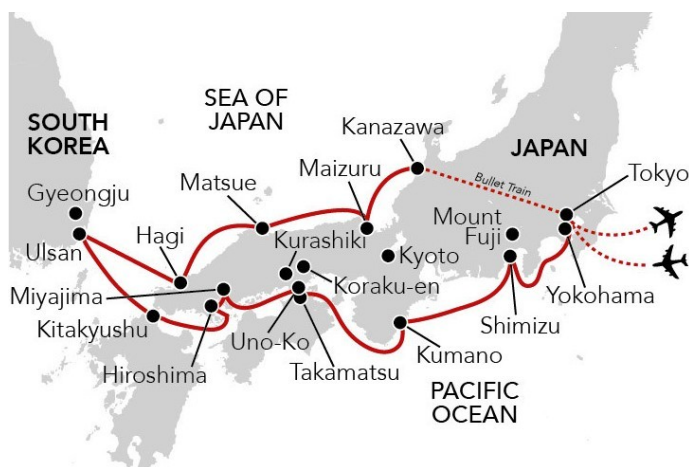 SEA OF
JAPAN
SOUTH
KOREA
Kanazawa
JAPAN
Bullet Train
Tokyo
Gyeongju
Matsue
Maizuru
Mount
Fuji
Ulsan
Hagi
Kurashiki
Kyoto
Koraku-en
Miyajima
Yokohama
Kitakyushu
Uno-Ko
Shimizu
Hiroshima
Takamatsu
Kumano
PACIFIC
OCEAN